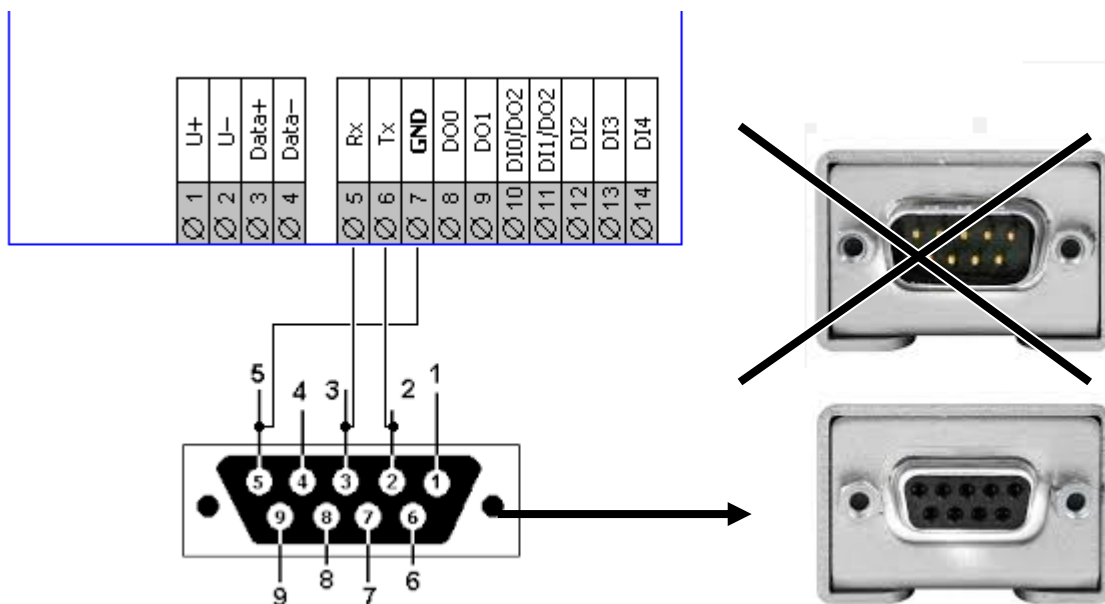 U+
U−
Data+
Data−
Rx
Tx
GND
DO0
DO1
DI0/DO2
DI1/DO2
DI2
DI3
DI4
Ø 1
Ø 2
Ø 3
Ø 4
Ø 5
Ø 6
Ø 7
Ø 8
Ø 9
Ø 10
Ø 11
Ø 12
Ø 13
Ø 14
5 4 3 2 1
5 4 3 2 1
9 8 7 6
9 8 7 6